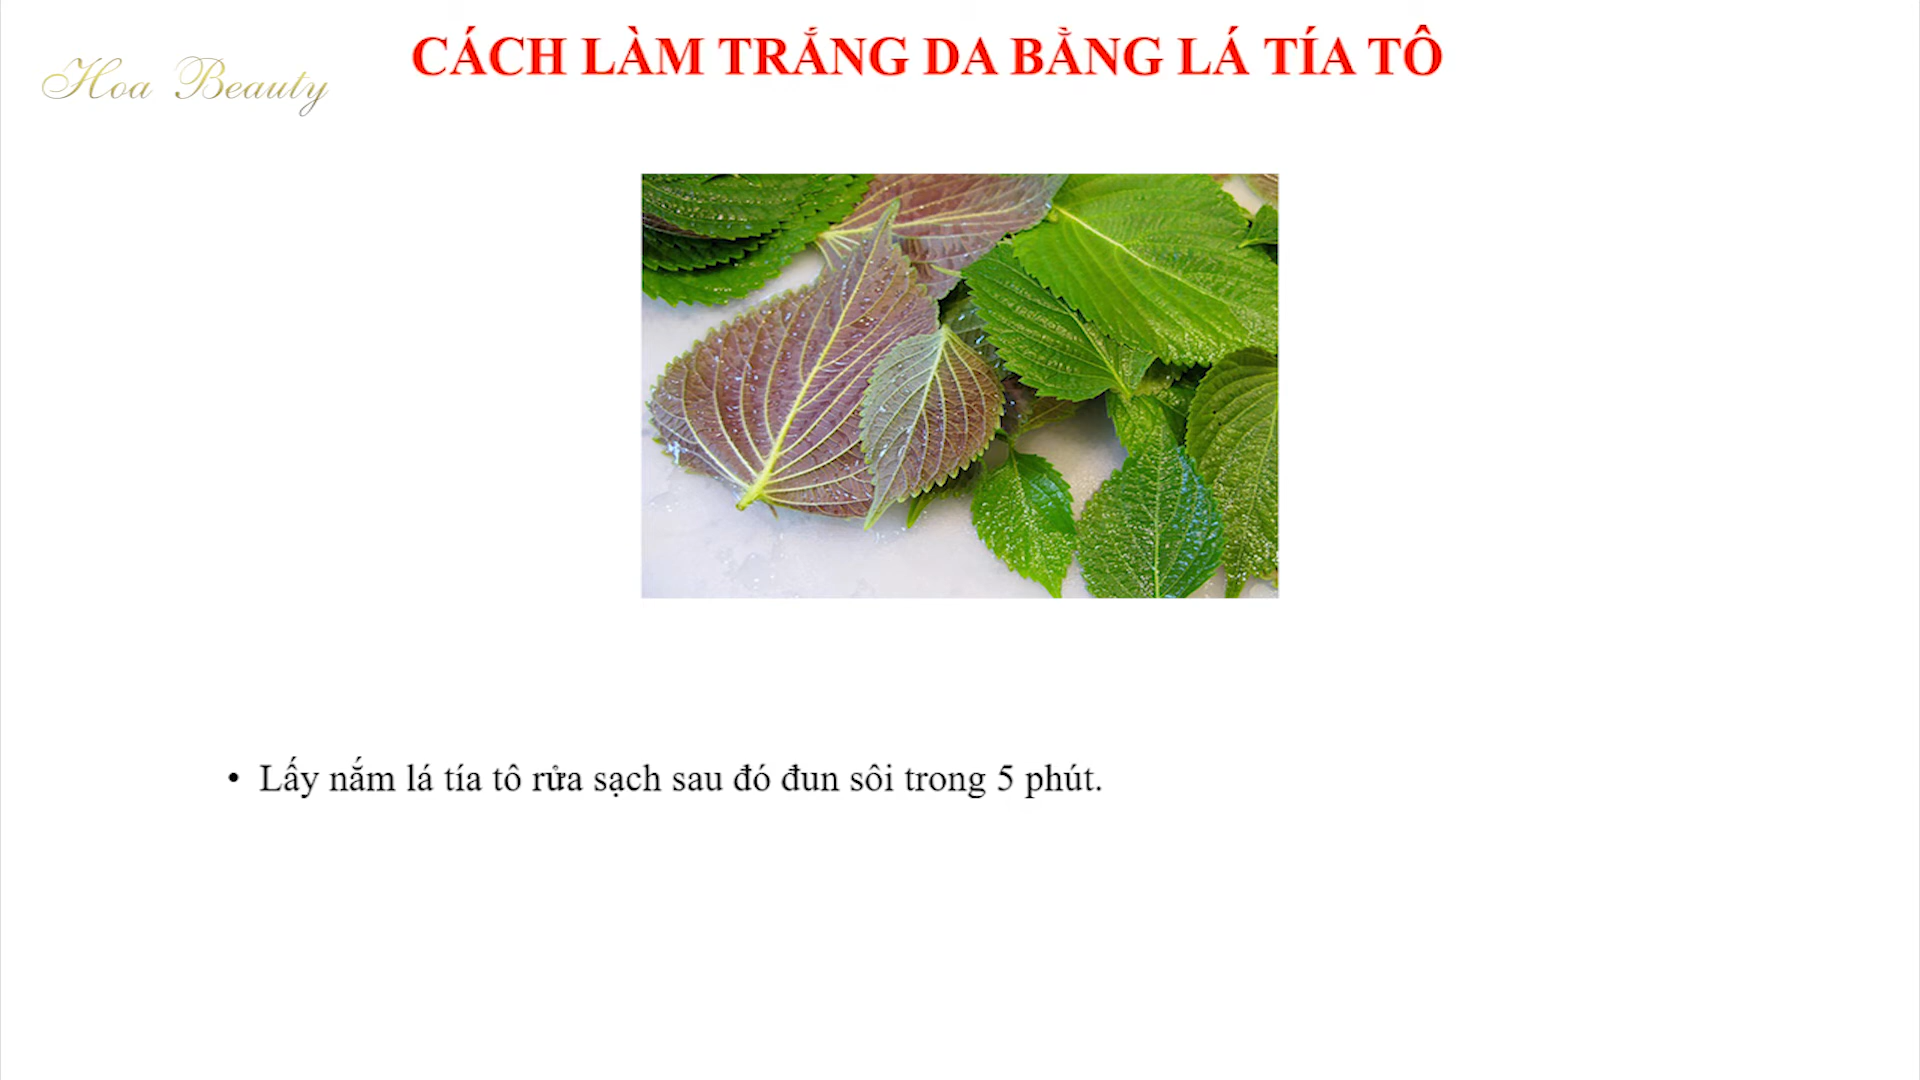 Hoa Beauty
CÁCH LÀM TRẮNG DA BẰNG LÁ TÍA TÔ
• Lấy nắm lá tía tô rửa sạch sau đó đun sôi trong 5 phút.